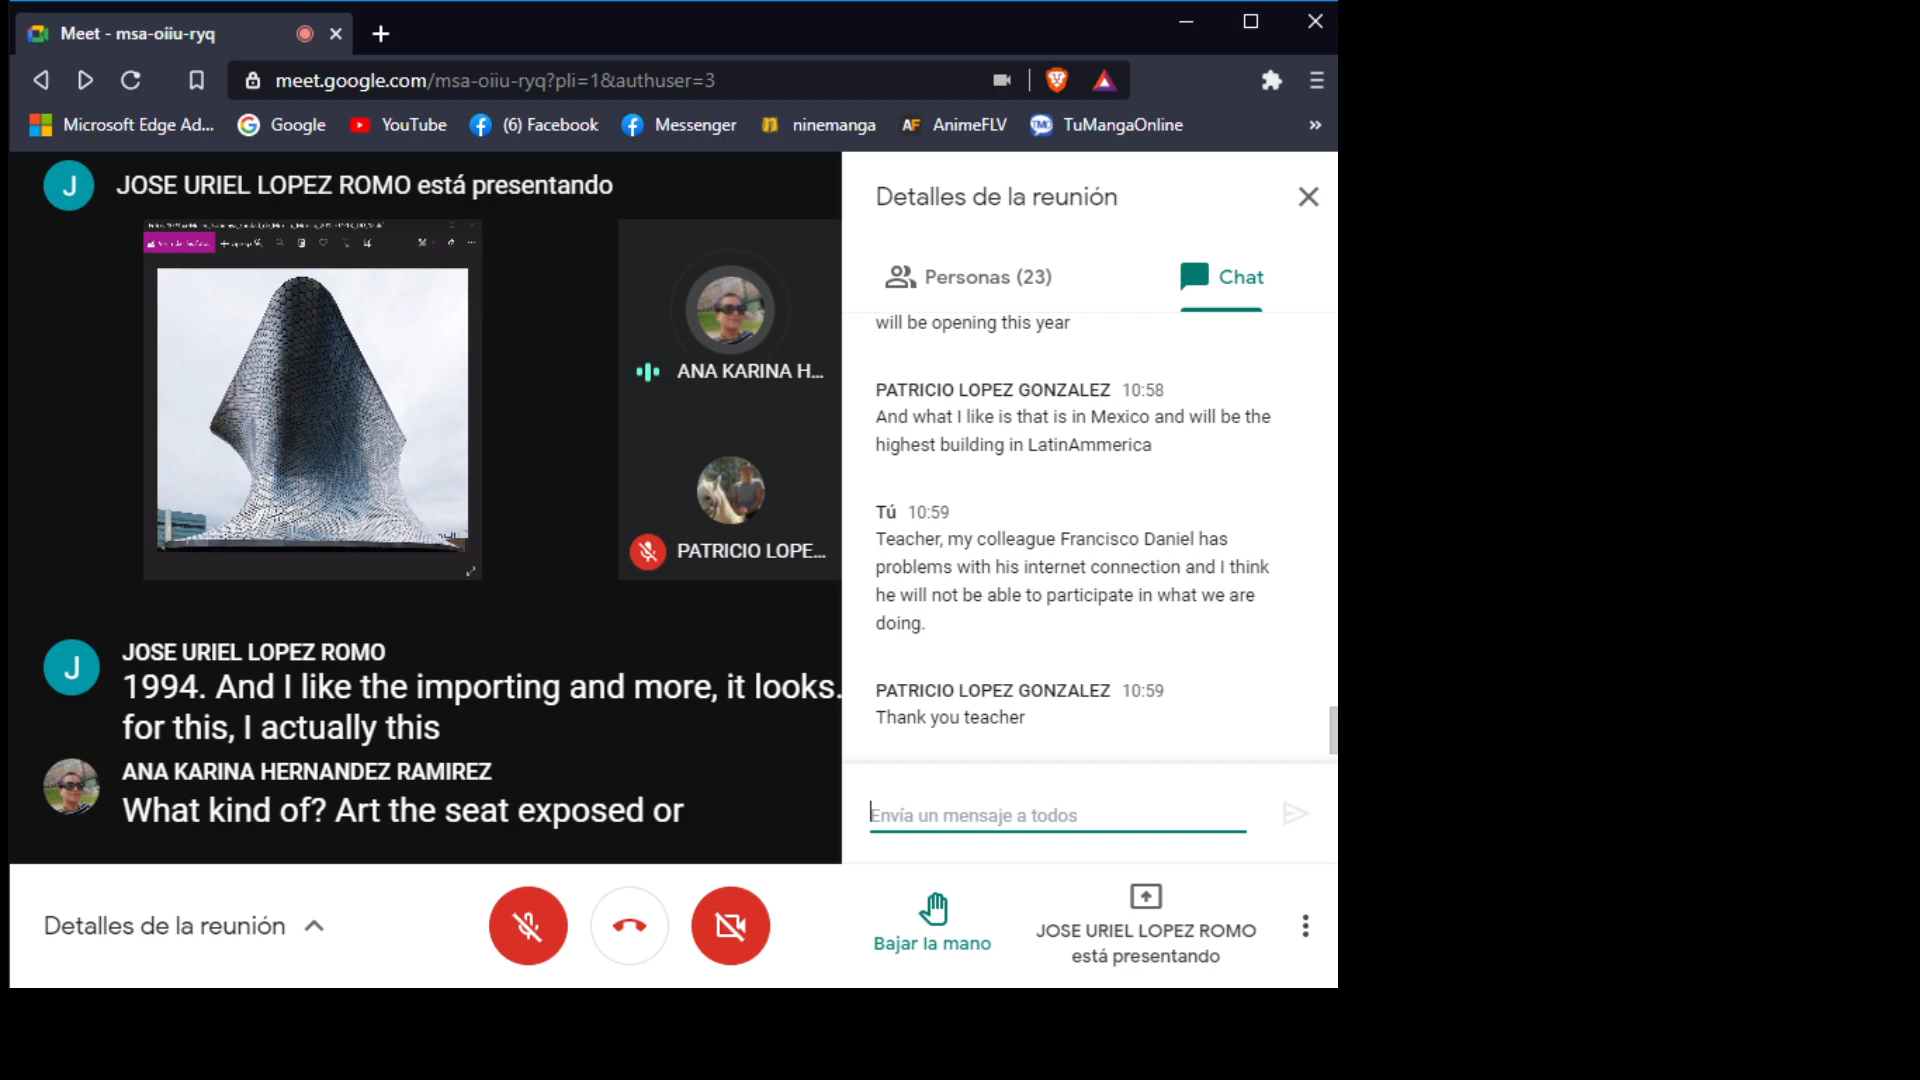 Meet - msa-oiiu-ryq
meet.google.com/msa-oiiu-ryq?pli=1&authuser=3
Microsoft Edge Ad... Google YouTube (6) Facebook Messenger ninemanga AF AnimeFLV TMO TuMangaOnline »
J JOSE URIEL LOPEZ ROMO está presentando
ANA KARINA H...
PATRICIO LOPE...
J JOSE URIEL LOPEZ ROMO
1994. And I like the importing and more, it looks.
for this, I actually this
ANA KARINA HERNANDEZ RAMIREZ
What kind of? Art the seat exposed or
Detalles de la reunión
Personas (23) Chat
will be opening this year
PATRICIO LOPEZ GONZALEZ 10:58
And what I like is that is in Mexico and will be the
highest building in LatinAmmerica
Tú 10:59
Teacher, my colleague Francisco Daniel has
problems with his internet connection and I think
he will not be able to participate in what we are
doing.
PATRICIO LOPEZ GONZALEZ 10:59
Thank you teacher
Envía un mensaje a todos
Detalles de la reunión
Bajar la mano
JOSE URIEL LOPEZ ROMO
está presentando